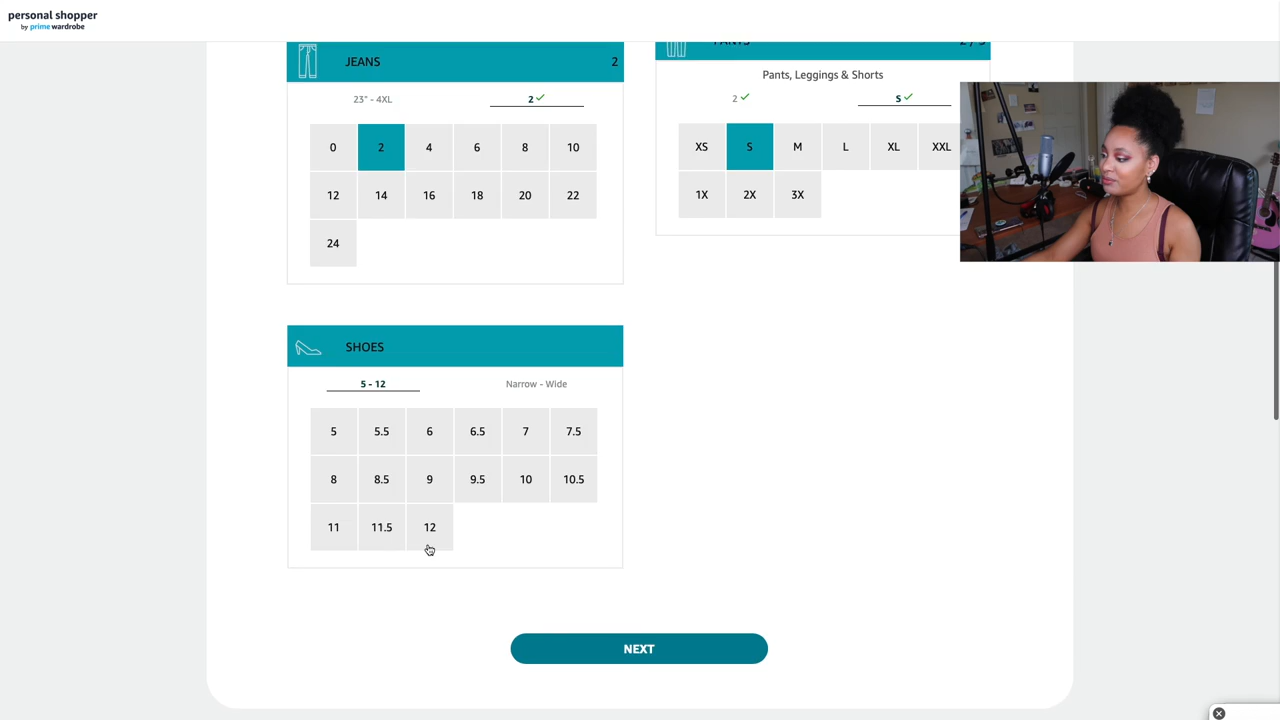 personal shopper
by prime wardrobe
JEANS 2
23" - 4XL 2
0 2 4 6 8 10
12 14 16 18 20 22
24
PANTS 2 / S
Pants, Leggings & Shorts
2 S
XS S M L XL XXL
1X 2X 3X
SHOES
5 - 12 Narrow - Wide
5 5.5 6 6.5 7 7.5
8 8.5 9 9.5 10 10.5
11 11.5 12
NEXT